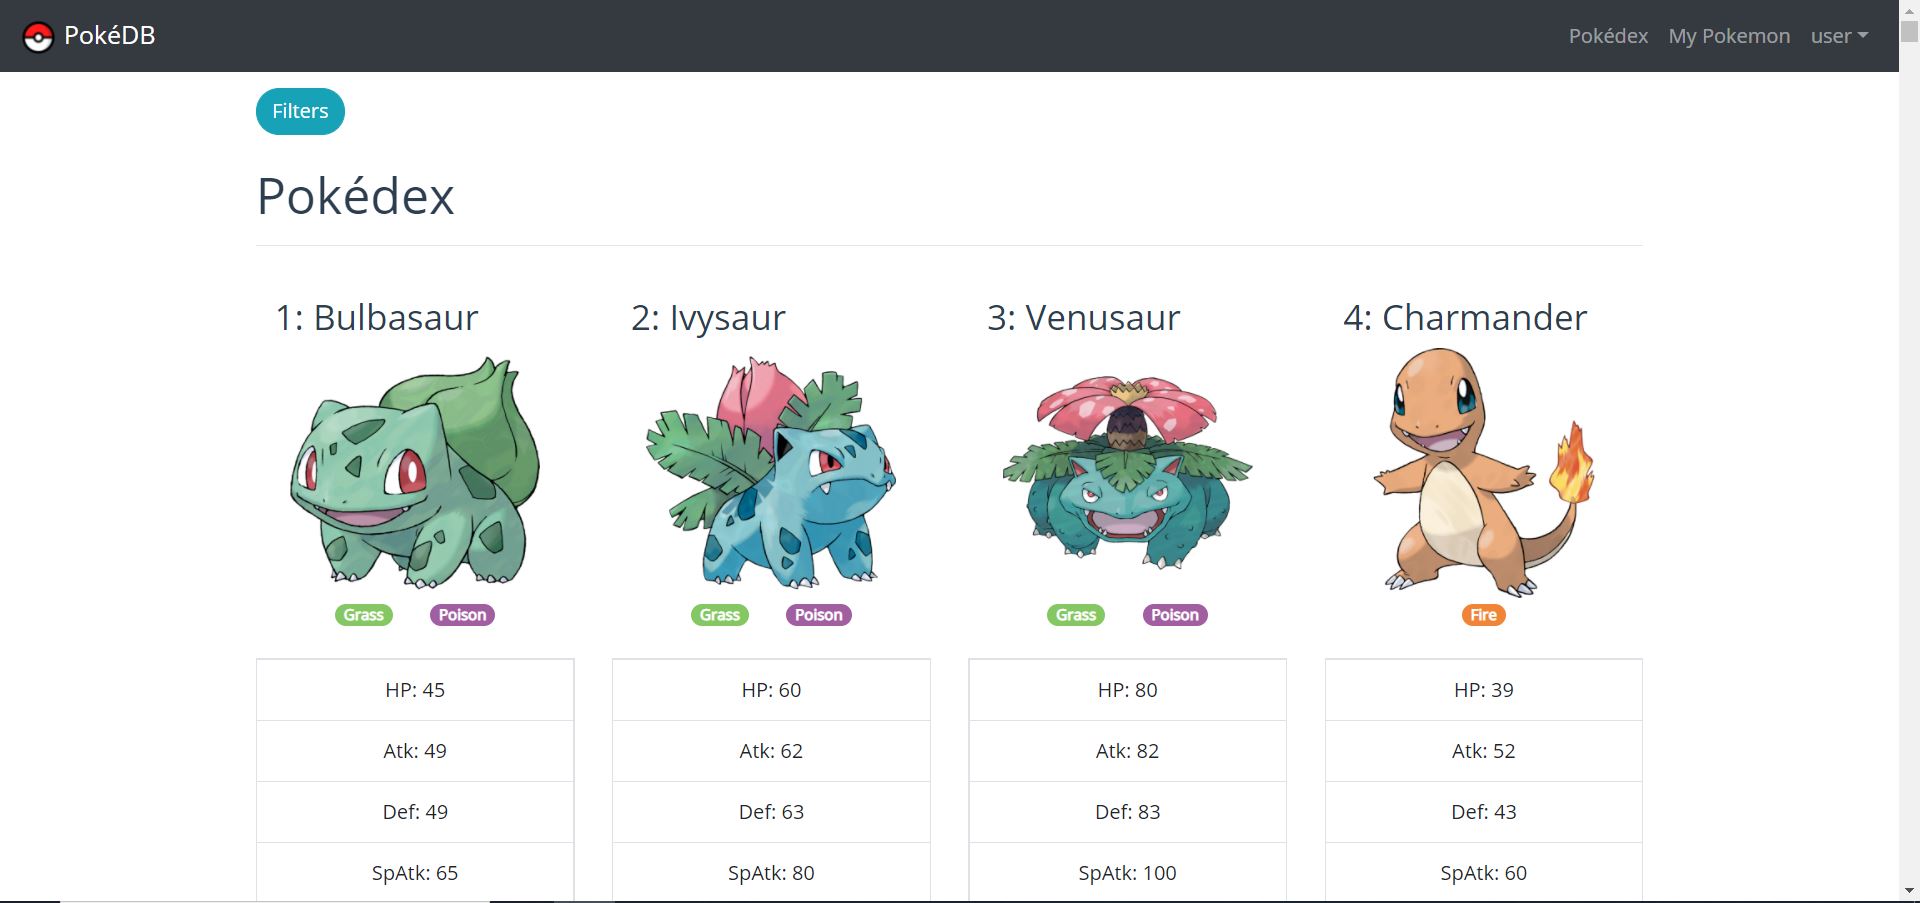 PokéDB
Pokédex My Pokemon user
Filters
Pokédex
1: Bulbasaur
Grass Poison
HP: 45
Atk: 49
Def: 49
SpAtk: 65
2: Ivysaur
Grass Poison
HP: 60
Atk: 62
Def: 63
SpAtk: 80
3: Venusaur
Grass Poison
HP: 80
Atk: 82
Def: 83
SpAtk: 100
4: Charmander
Fire
HP: 39
Atk: 52
Def: 43
SpAtk: 60